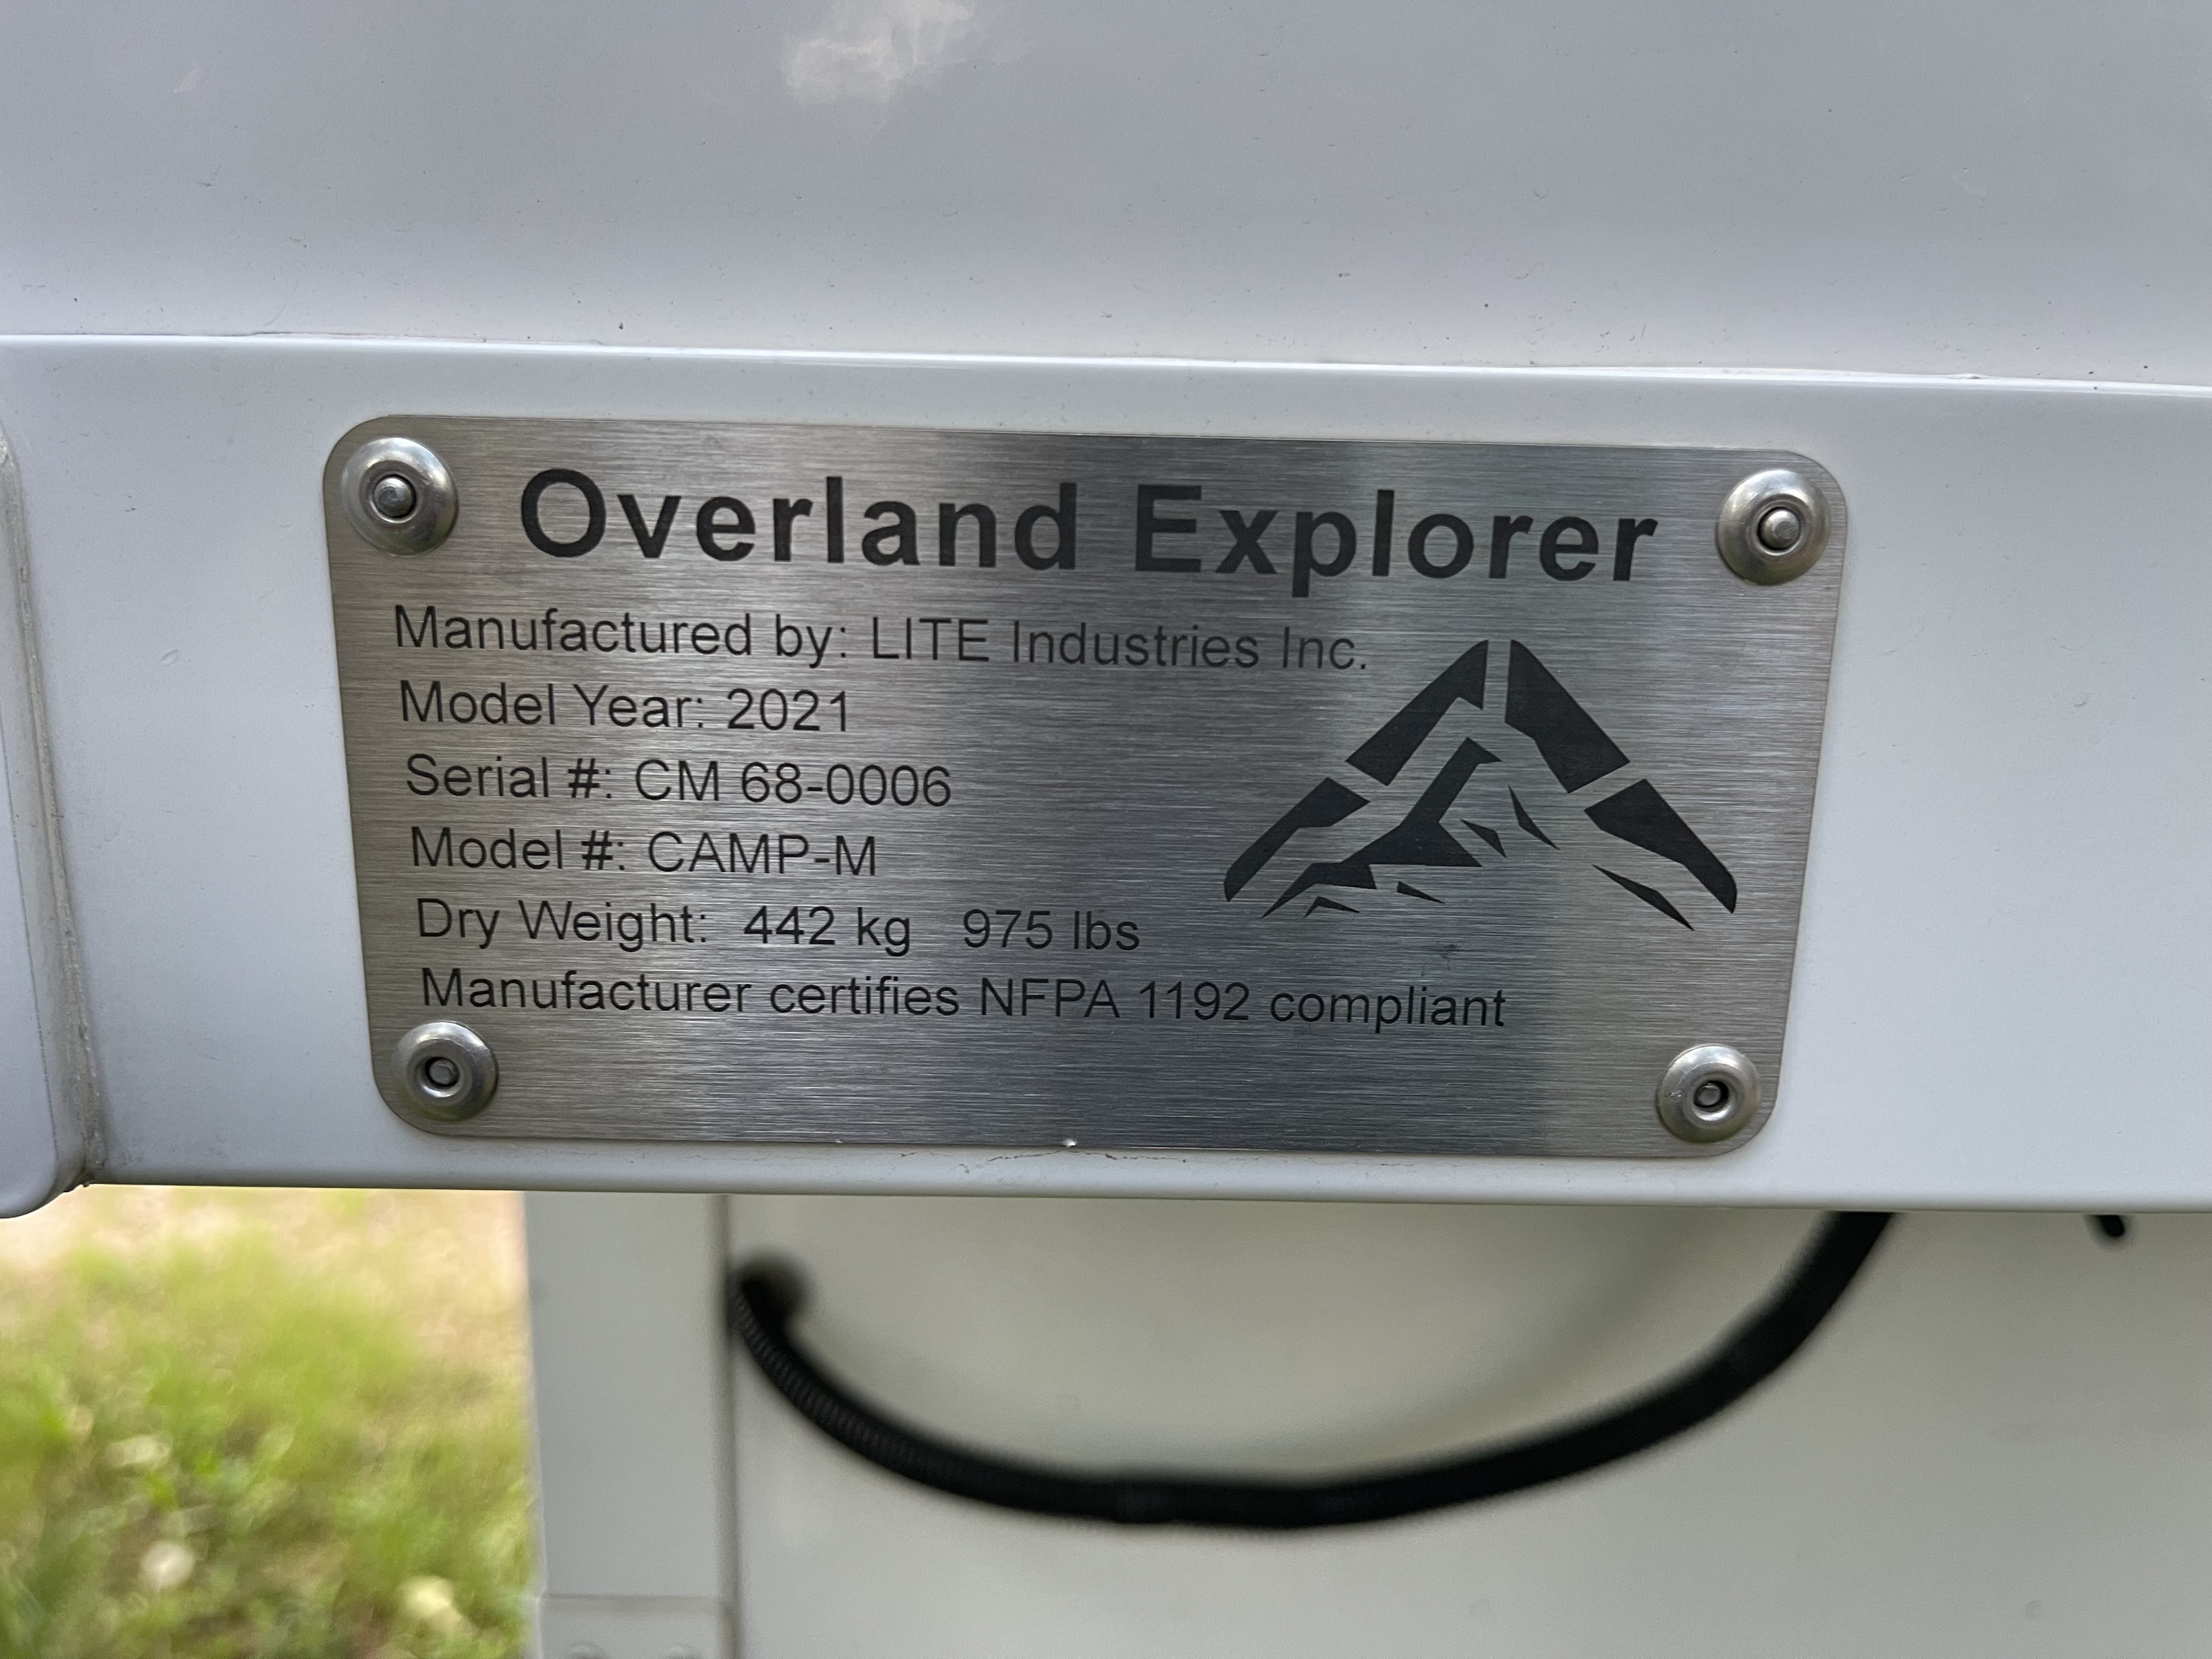 Overland Explorer
Manufactured by: LITE Industries Inc.
Model Year: 2021
Serial #: CM 68-0006
Model #: CAMP-M
Dry Weight: 442 kg 975 lbs
Manufacturer certifies NFPA 1192 compliant